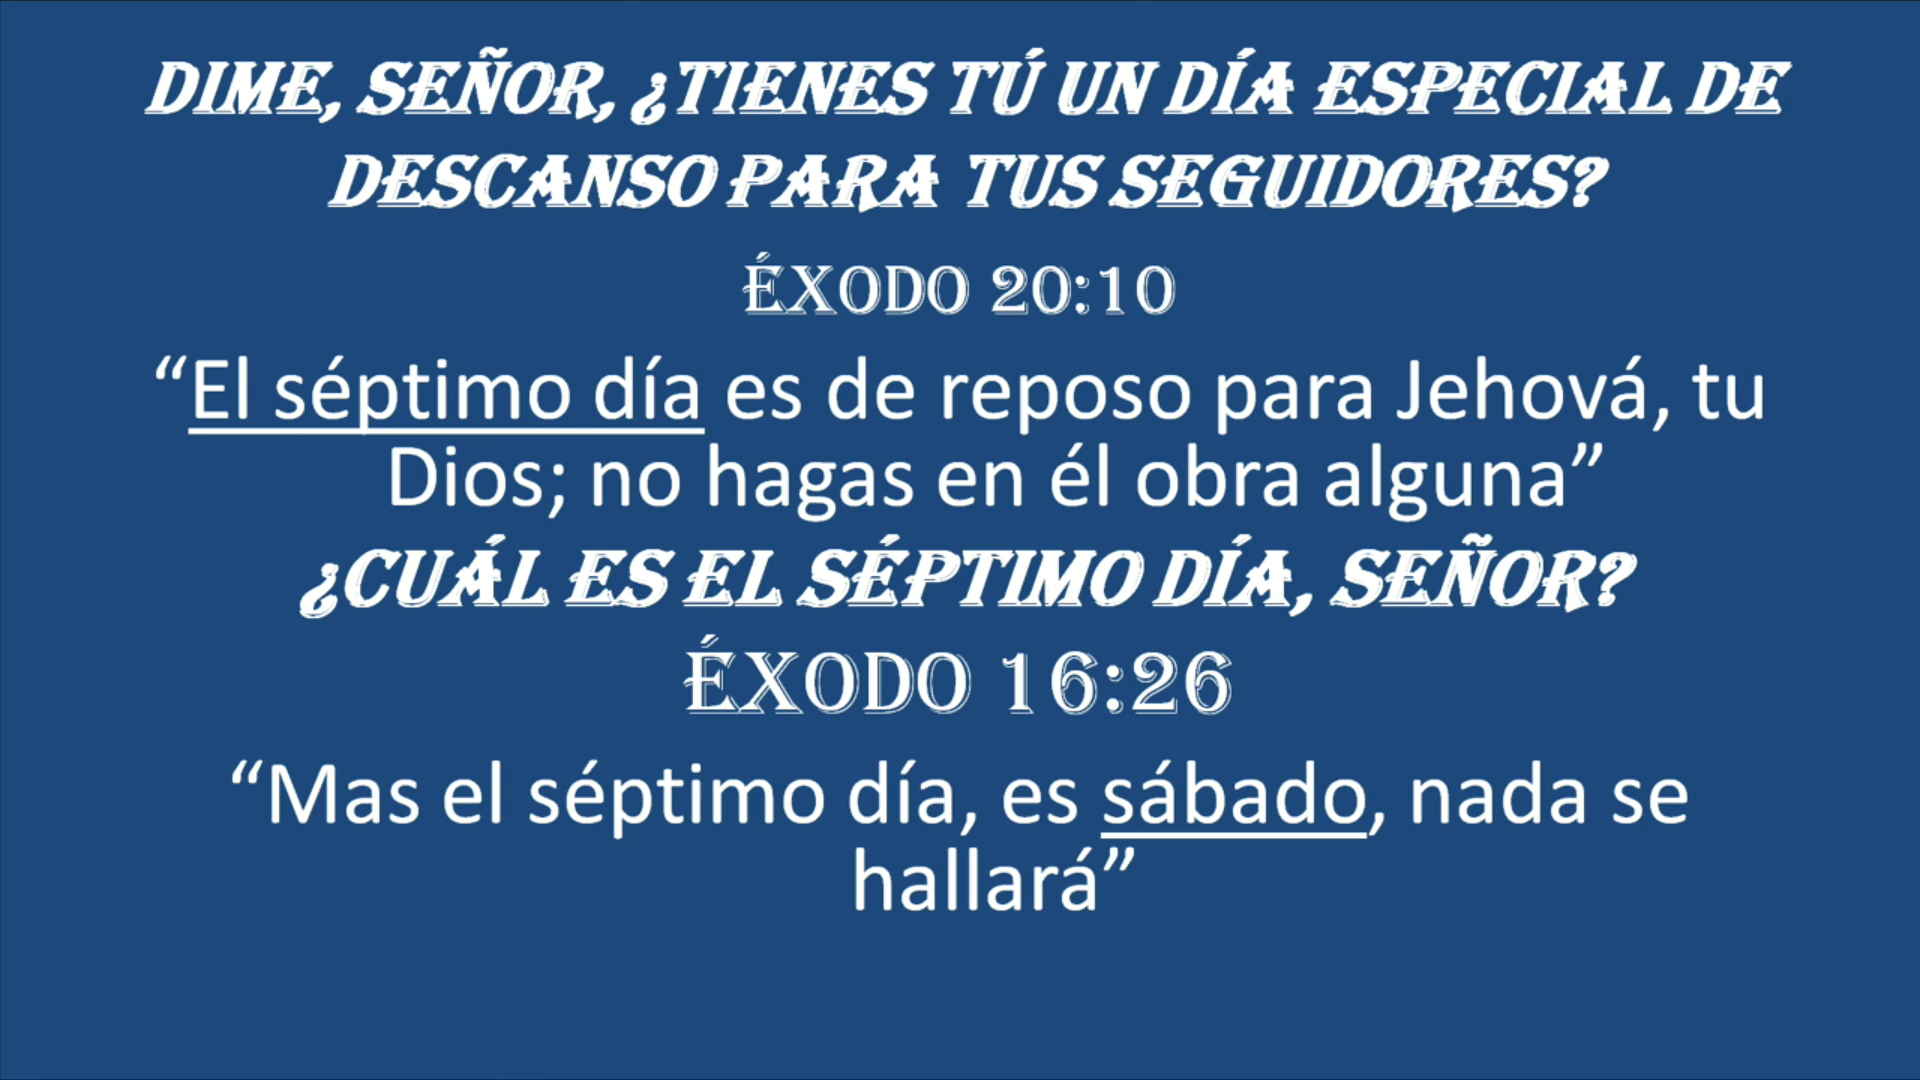 DIME, SEÑOR, ¿TIENES TÚ UN DÍA ESPECIAL DE
DESCANSO PARA TUS SEGUIDORES?
ÉXODO 20:10
“El séptimo día es de reposo para Jehová, tu
Dios; no hagas en él obra alguna”
¿CUÁL ES EL SÉPTIMO DÍA, SEÑOR?
ÉXODO 16:26
“Mas el séptimo día, es sábado, nada se
hallará”